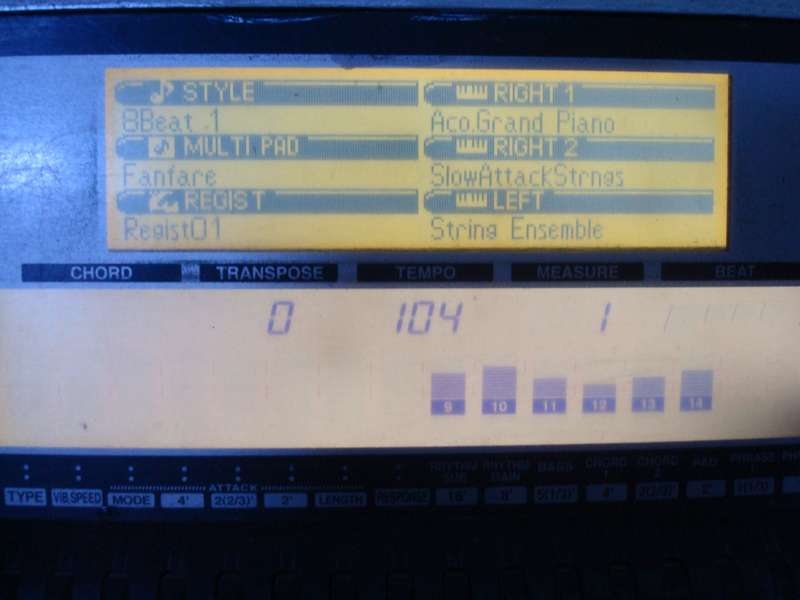 STYLE
RIGHT 1
8Beat 1
Aco.Grand Piano
MULTI PAD
RIGHT 2
Fanfare
SlowAttackStrngs
REGIST
LEFT
Regist01
String Ensemble
CHORD TRANSPOSE TEMPO MEASURE BEAT
0 104 1
9 10 11 12 13 14
RHYTHM SUB RHYTHM MAIN BASS CHORD 1 CHORD 2 PAD PHRASE 1
ATTACK
TYPE VIB.SPEED MODE 4' 2(2/3)' 2' LENGTH RESPONSE 16' 8' 5(1/3)' 4' 2(2/3)' 2'